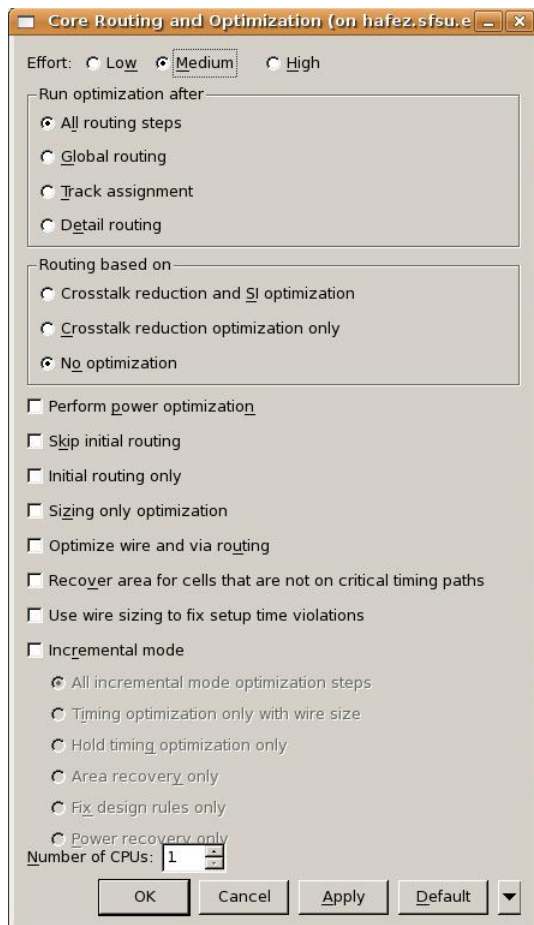 Core Routing and Optimization (on hafez.sfsu.e
Effort: Low Medium High
Run optimization after
All routing steps
Global routing
Track assignment
Detail routing
Routing based on
Crosstalk reduction and SI optimization
Crosstalk reduction optimization only
No optimization
Perform power optimization
Skip initial routing
Initial routing only
Sizing only optimization
Optimize wire and via routing
Recover area for cells that are not on critical timing paths
Use wire sizing to fix setup time violations
Incremental mode
All incremental mode optimization steps
Timing optimization only with wire size
Hold timing optimization only
Area recovery only
Fix design rules only
Power recovery only
Number of CPUs: 1
OK Cancel Apply Default